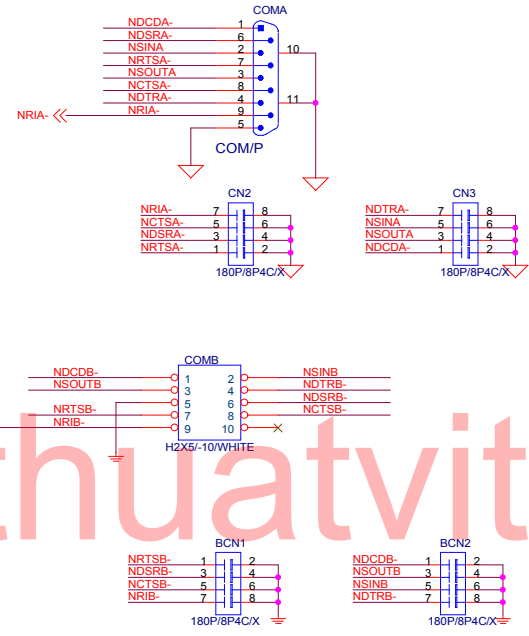 COMA
NDCDA- 1
NDSRA- 6
NSINA 2 10
NRTSA- 7
NSOUTA 3
NCTSA- 8
NDTRA- 4 11
NRIA- NRIA- 9
5
COM/P
CN2 CN3
NRIA- 7 8 NDTRA- 7 8
NCTSA- 5 6 NSINA 5 6
NDSRA- 3 4 NSOUTA 3 4
NRTSA- 1 2 NDCDA- 1 2
180P/8P4C/X 180P/8P4C/X
COMB
NDCDB- 1 2 NSINB
NSOUTB 3 4 NDTRB-
5 6 NDSRB-
NRTSB- 7 8 NCTSB-
NRIB- 9 10
H2X5/-10/WHITE
thuatvit
BCN1 BCN2
NRTSB- 1 2 NDCDB- 1 2
NDSRB- 3 4 NSOUTB 3 4
NCTSB- 5 6 NSINB 5 6
NRIB- 7 8 NDTRB- 7 8
180P/8P4C/X 180P/8P4C/X